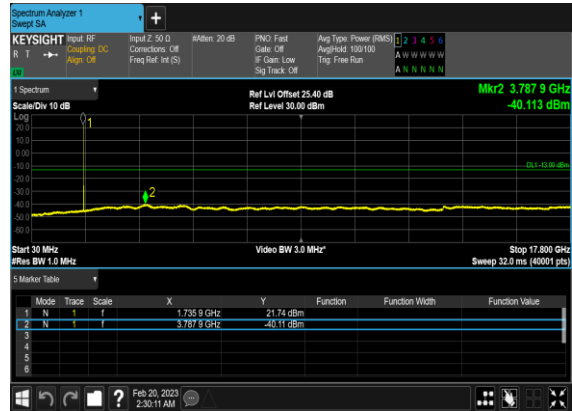 Spectrum Analyzer 1
Swept SA
+
KEYSIGHT Input: RF Input Z: 50 Ω #Atten: 20 dB PNO: Fast Avg Type: Power (RMS) 1 2 3 4 5 6
R T Coupling: DC Corrections: Off Gate: Off Avg|Hold: 100/100 A W W W W W
Align: Off Freq Ref: Int (S) IF Gain: Low Trig: Free Run
LW Sig Track: Off A N N N N N
1 Spectrum Ref Lvl Offset 25.40 dB Mkr2 3.787 9 GHz
Scale/Div 10 dB Ref Level 30.00 dBm -40.113 dBm
Log
20.0
10.0
0.00
-10.0
-20.0
-30.0
-40.0
-50.0
-60.0
1
DL1 -13.00 dBm
2
Start 30 MHz Video BW 3.0 MHz* Stop 17.800 GHz
#Res BW 1.0 MHz Sweep 32.0 ms (40001 pts)
5 Marker Table
Mode Trace Scale X Y Function Function Width Function Value
1 N 1 f 1.735 9 GHz 21.74 dBm
2 N 1 f 3.787 9 GHz -40.11 dBm
3
4
5
6
? Feb 20, 2023
2:30:11 AM